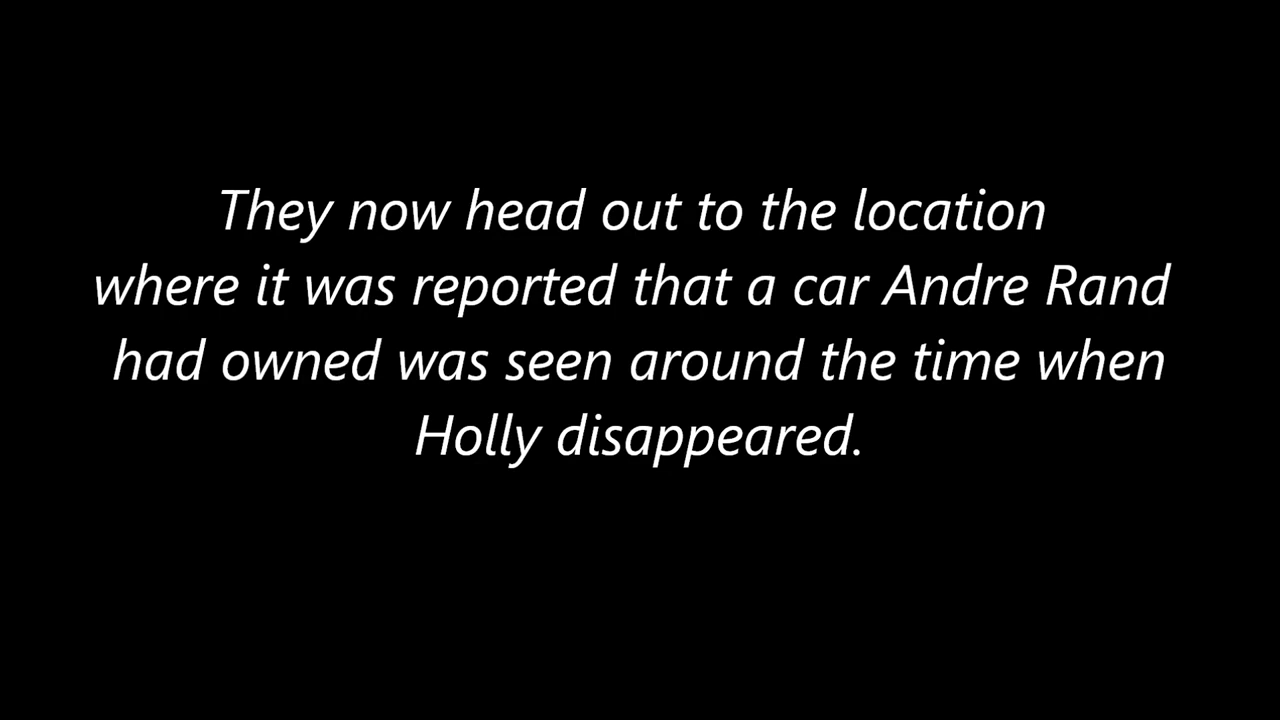 They now head out to the location
where it was reported that a car Andre Rand
had owned was seen around the time when
Holly disappeared.